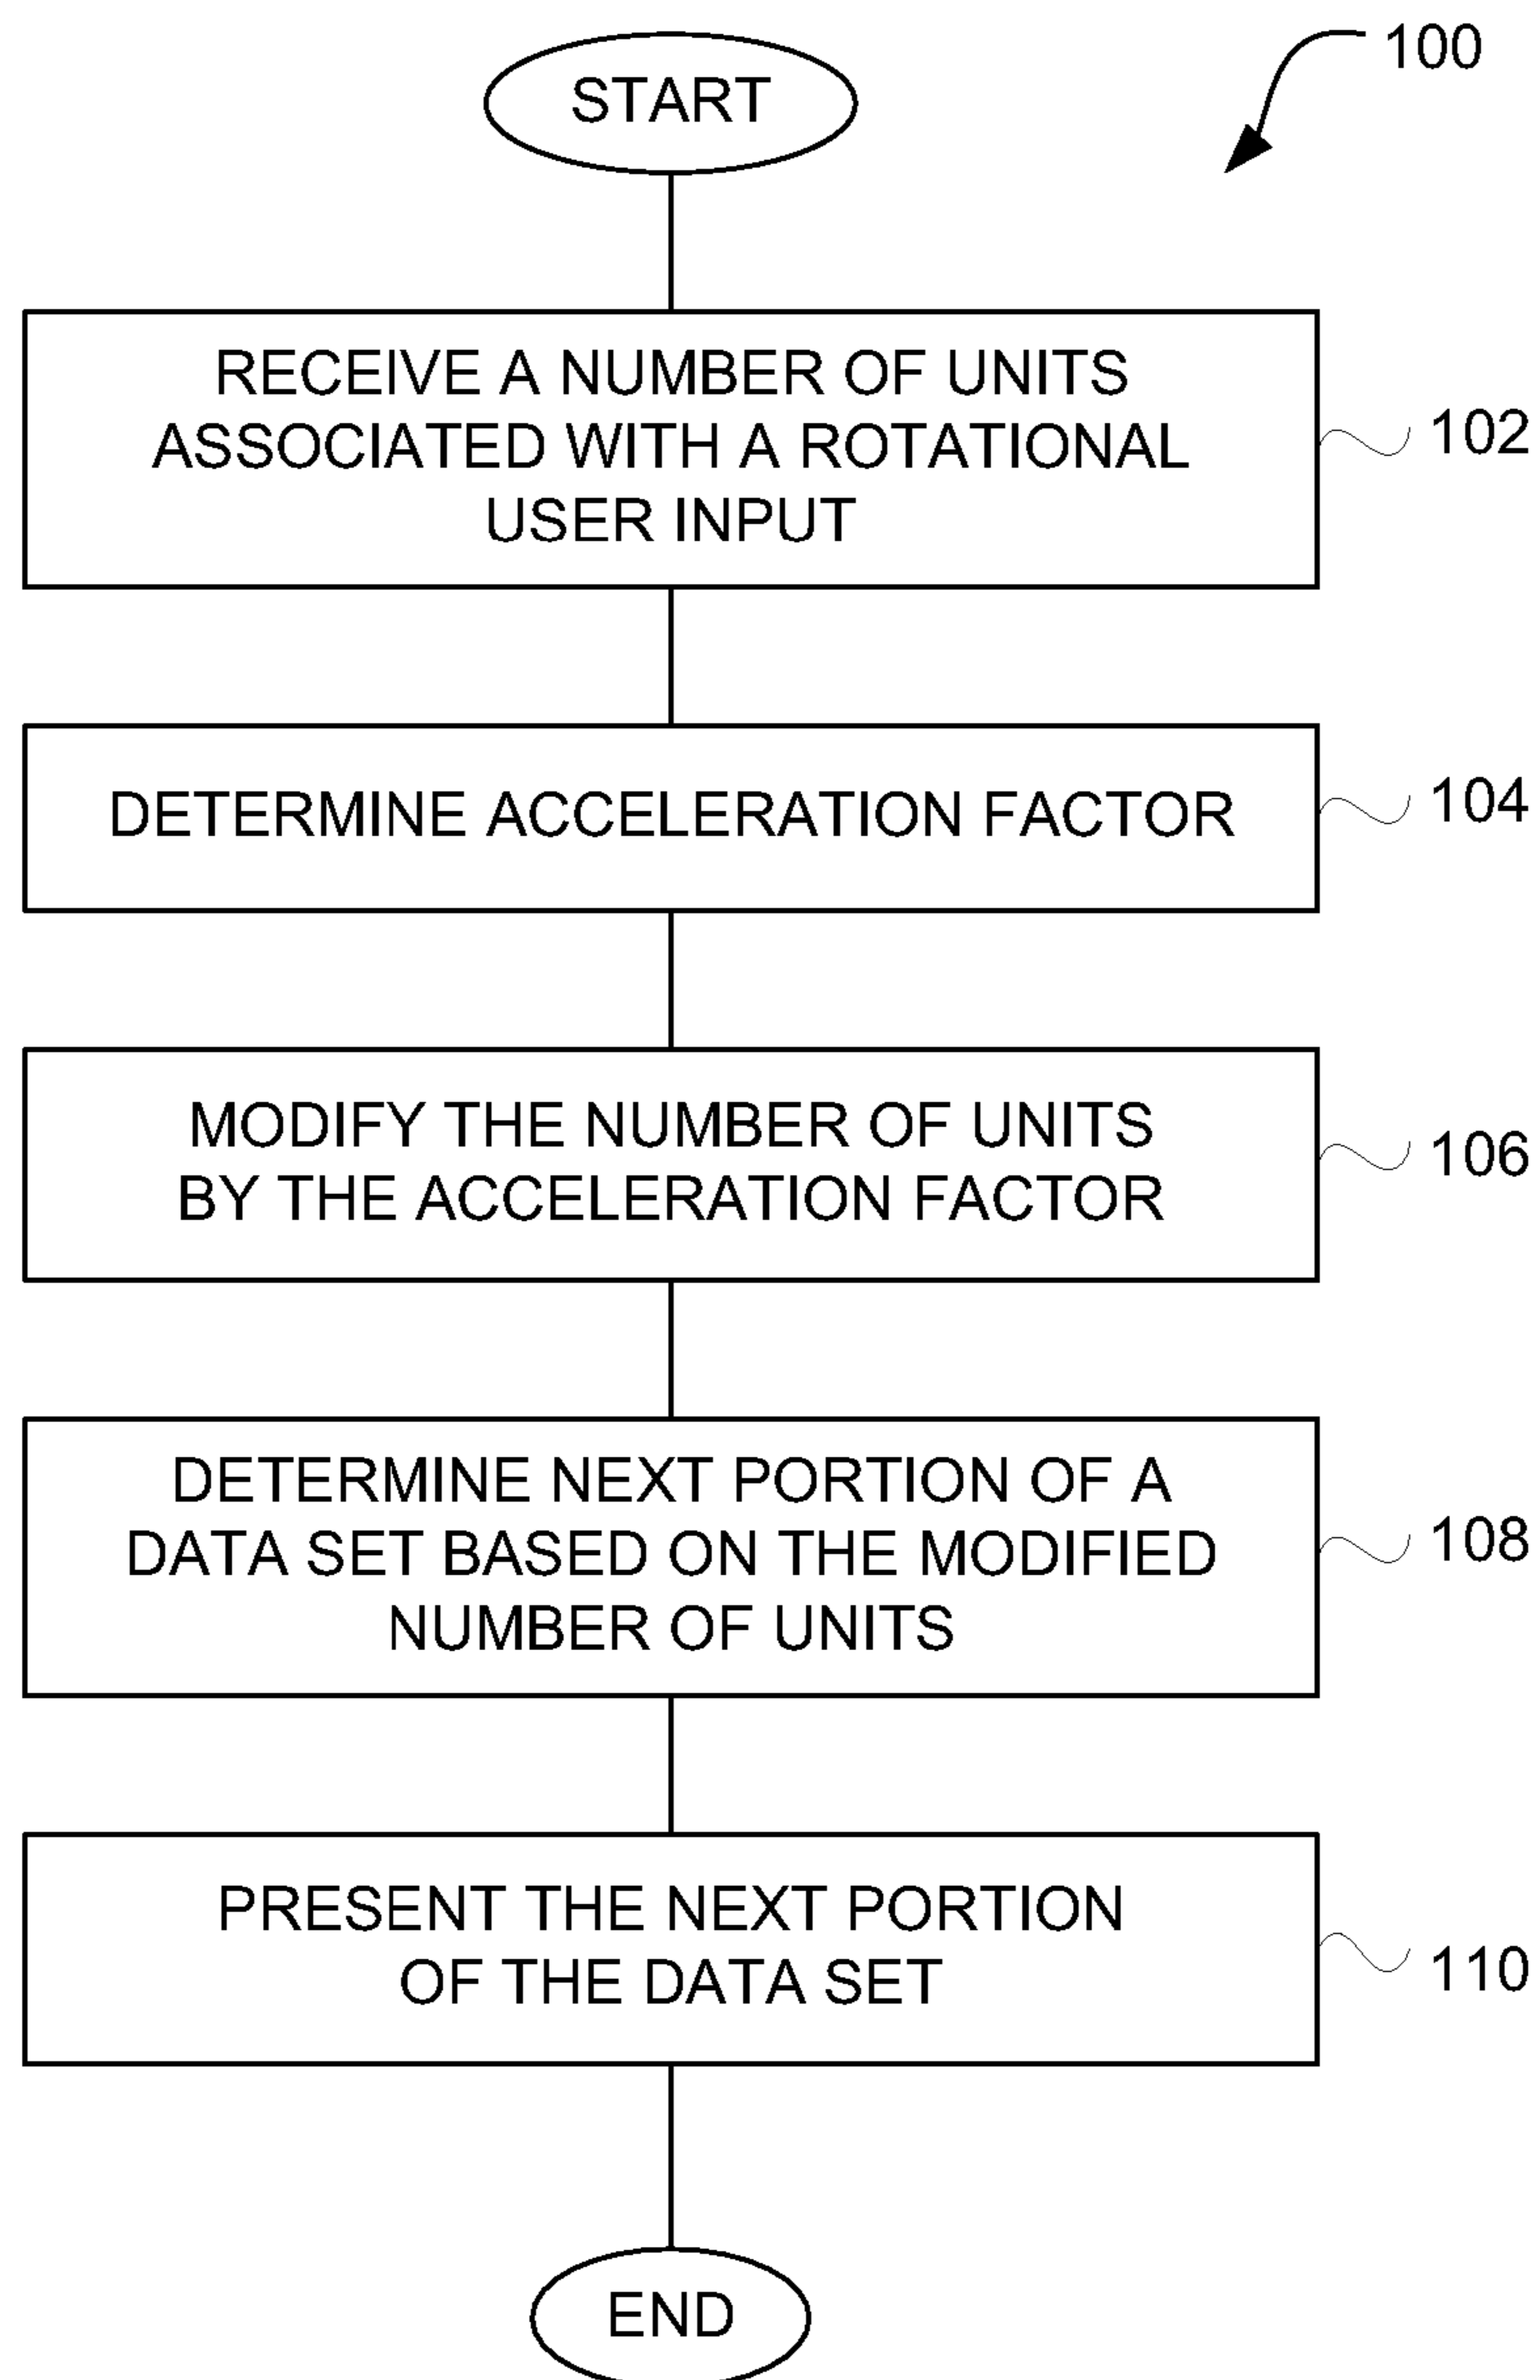 START
100
RECEIVE A NUMBER OF UNITS
ASSOCIATED WITH A ROTATIONAL
USER INPUT
102
DETERMINE ACCELERATION FACTOR
104
MODIFY THE NUMBER OF UNITS
BY THE ACCELERATION FACTOR
106
DETERMINE NEXT PORTION OF A
DATA SET BASED ON THE MODIFIED
NUMBER OF UNITS
108
PRESENT THE NEXT PORTION
OF THE DATA SET
110
END